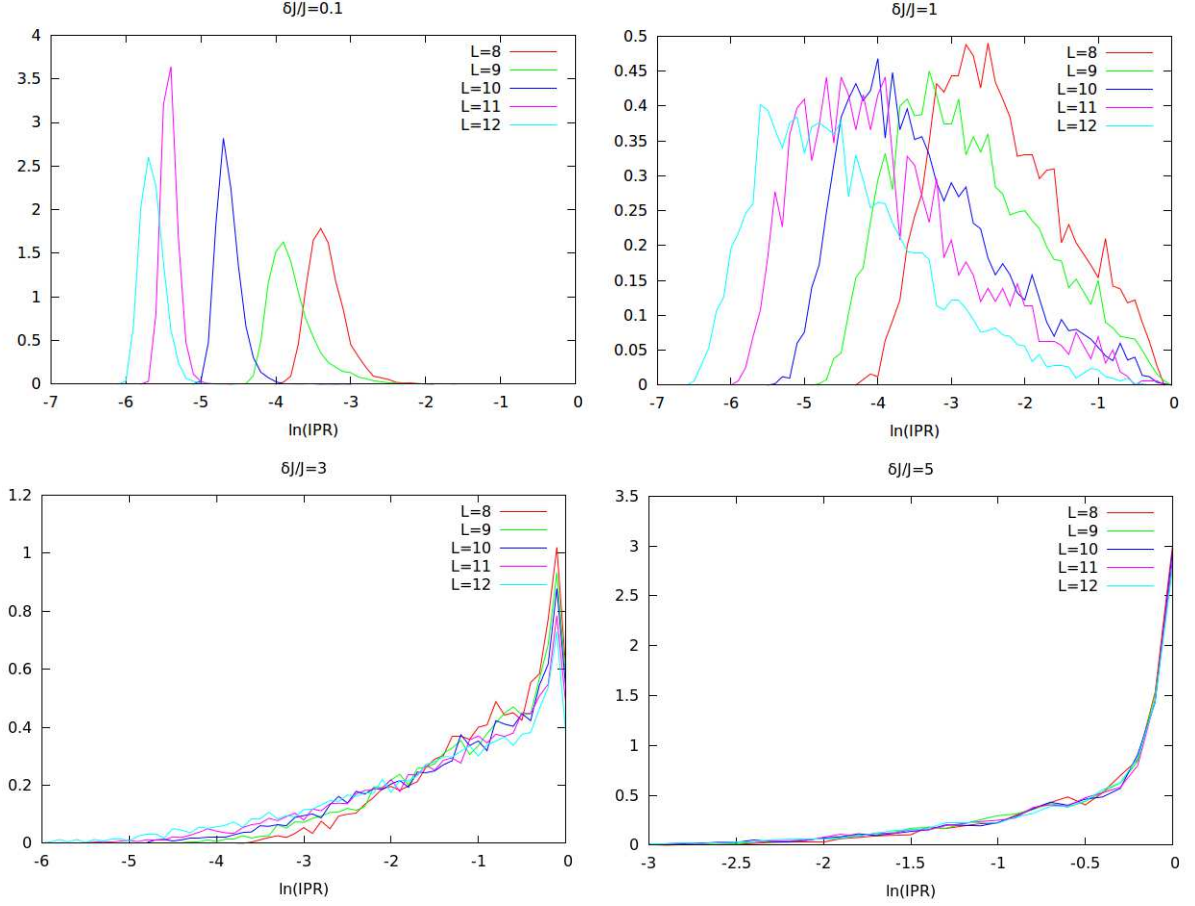 δJ/J=0.1
4
3.5
3
2.5
2
1.5
1
0.5
0
-7 -6 -5 -4 -3 -2 -1 0
ln(IPR)
L=8
L=9
L=10
L=11
L=12
δJ/J=1
0.5
0.45
0.4
0.35
0.3
0.25
0.2
0.15
0.1
0.05
0
-7 -6 -5 -4 -3 -2 -1 0
ln(IPR)
L=8
L=9
L=10
L=11
L=12
δJ/J=3
1.2
1
0.8
0.6
0.4
0.2
0
-6 -5 -4 -3 -2 -1 0
ln(IPR)
L=8
L=9
L=10
L=11
L=12
δJ/J=5
3.5
3
2.5
2
1.5
1
0.5
0
-3 -2.5 -2 -1.5 -1 -0.5 0
ln(IPR)
L=8
L=9
L=10
L=11
L=12